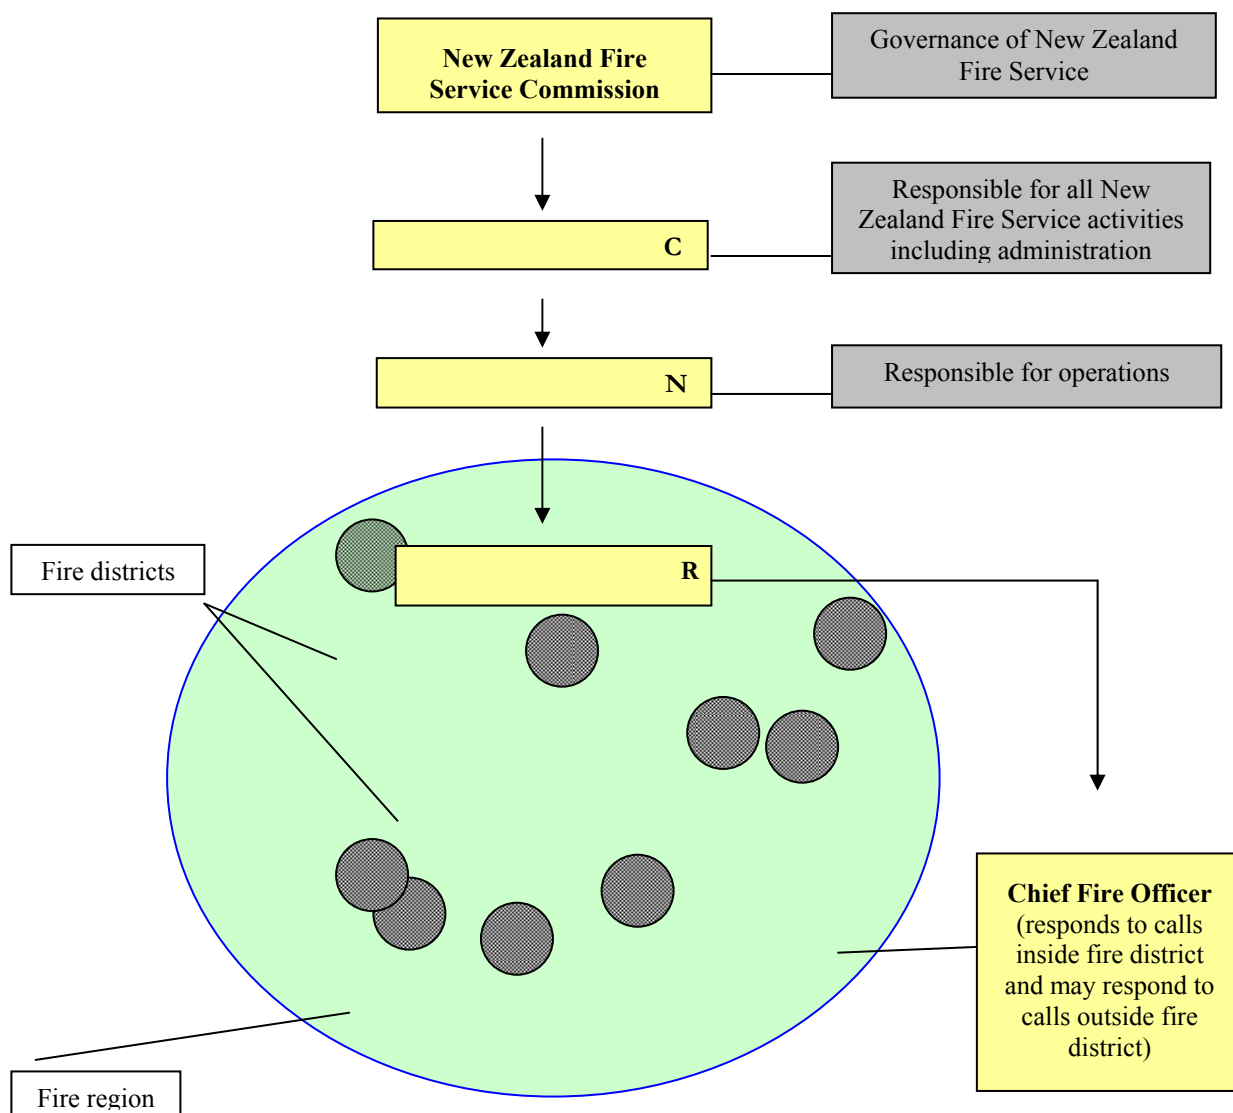 New Zealand Fire
Service Commission
Governance of New Zealand
Fire Service
C
Responsible for all New
Zealand Fire Service activities
including administration
N
Responsible for operations
Fire districts
R
Chief Fire Officer
(responds to calls
inside fire district
and may respond to
calls outside fire
district)
Fire region